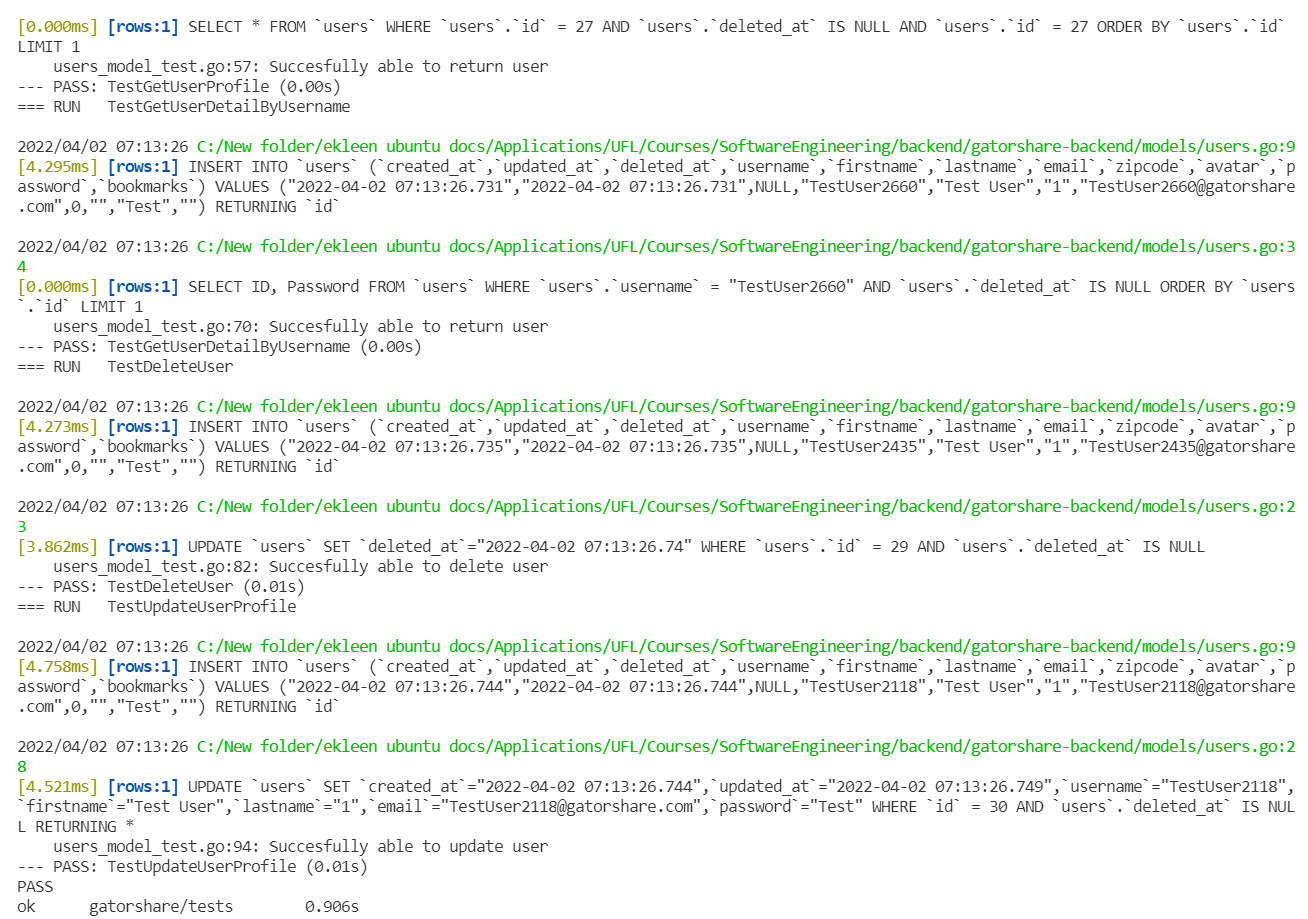 [0.000ms] [rows:1] SELECT * FROM `users` WHERE `users`.`id` = 27 AND `users`.`deleted_at` IS NULL AND `users`.`id` = 27 ORDER BY `users`.`id`
LIMIT 1
    users_model_test.go:57: Succesfully able to return user
--- PASS: TestGetUserProfile (0.00s)
=== RUN   TestGetUserDetailByUsername

2022/04/02 07:13:26 C:/New folder/ekleen ubuntu docs/Applications/UFL/Courses/SoftwareEngineering/backend/gatorshare-backend/models/users.go:9
[4.295ms] [rows:1] INSERT INTO `users` (`created_at`,`updated_at`,`deleted_at`,`username`,`firstname`,`lastname`,`email`,`zipcode`,`avatar`,`p
assword`,`bookmarks`) VALUES ("2022-04-02 07:13:26.731","2022-04-02 07:13:26.731",NULL,"TestUser2660","Test User","1","TestUser2660@gatorshare
.com",0,"","Test","") RETURNING `id`

2022/04/02 07:13:26 C:/New folder/ekleen ubuntu docs/Applications/UFL/Courses/SoftwareEngineering/backend/gatorshare-backend/models/users.go:3
4
[0.000ms] [rows:1] SELECT ID, Password FROM `users` WHERE `users`.`username` = "TestUser2660" AND `users`.`deleted_at` IS NULL ORDER BY `users
`.`id` LIMIT 1
    users_model_test.go:70: Succesfully able to return user
--- PASS: TestGetUserDetailByUsername (0.00s)
=== RUN   TestDeleteUser

2022/04/02 07:13:26 C:/New folder/ekleen ubuntu docs/Applications/UFL/Courses/SoftwareEngineering/backend/gatorshare-backend/models/users.go:9
[4.273ms] [rows:1] INSERT INTO `users` (`created_at`,`updated_at`,`deleted_at`,`username`,`firstname`,`lastname`,`email`,`zipcode`,`avatar`,`p
assword`,`bookmarks`) VALUES ("2022-04-02 07:13:26.735","2022-04-02 07:13:26.735",NULL,"TestUser2435","Test User","1","TestUser2435@gatorshare
.com",0,"","Test","") RETURNING `id`

2022/04/02 07:13:26 C:/New folder/ekleen ubuntu docs/Applications/UFL/Courses/SoftwareEngineering/backend/gatorshare-backend/models/users.go:2
3
[3.862ms] [rows:1] UPDATE `users` SET `deleted_at`="2022-04-02 07:13:26.74" WHERE `users`.`id` = 29 AND `users`.`deleted_at` IS NULL
    users_model_test.go:82: Succesfully able to delete user
--- PASS: TestDeleteUser (0.01s)
=== RUN   TestUpdateUserProfile

2022/04/02 07:13:26 C:/New folder/ekleen ubuntu docs/Applications/UFL/Courses/SoftwareEngineering/backend/gatorshare-backend/models/users.go:9
[4.758ms] [rows:1] INSERT INTO `users` (`created_at`,`updated_at`,`deleted_at`,`username`,`firstname`,`lastname`,`email`,`zipcode`,`avatar`,`p
assword`,`bookmarks`) VALUES ("2022-04-02 07:13:26.744","2022-04-02 07:13:26.744",NULL,"TestUser2118","Test User","1","TestUser2118@gatorshare
.com",0,"","Test","") RETURNING `id`

2022/04/02 07:13:26 C:/New folder/ekleen ubuntu docs/Applications/UFL/Courses/SoftwareEngineering/backend/gatorshare-backend/models/users.go:2
8
[4.521ms] [rows:1] UPDATE `users` SET `created_at`="2022-04-02 07:13:26.744",`updated_at`="2022-04-02 07:13:26.749",`username`="TestUser2118",
`firstname`="Test User",`lastname`="1",`email`="TestUser2118@gatorshare.com",`password`="Test" WHERE `id` = 30 AND `users`.`deleted_at` IS NUL
L RETURNING *
    users_model_test.go:94: Succesfully able to update user
--- PASS: TestUpdateUserProfile (0.01s)
PASS
ok      gatorshare/tests        0.906s